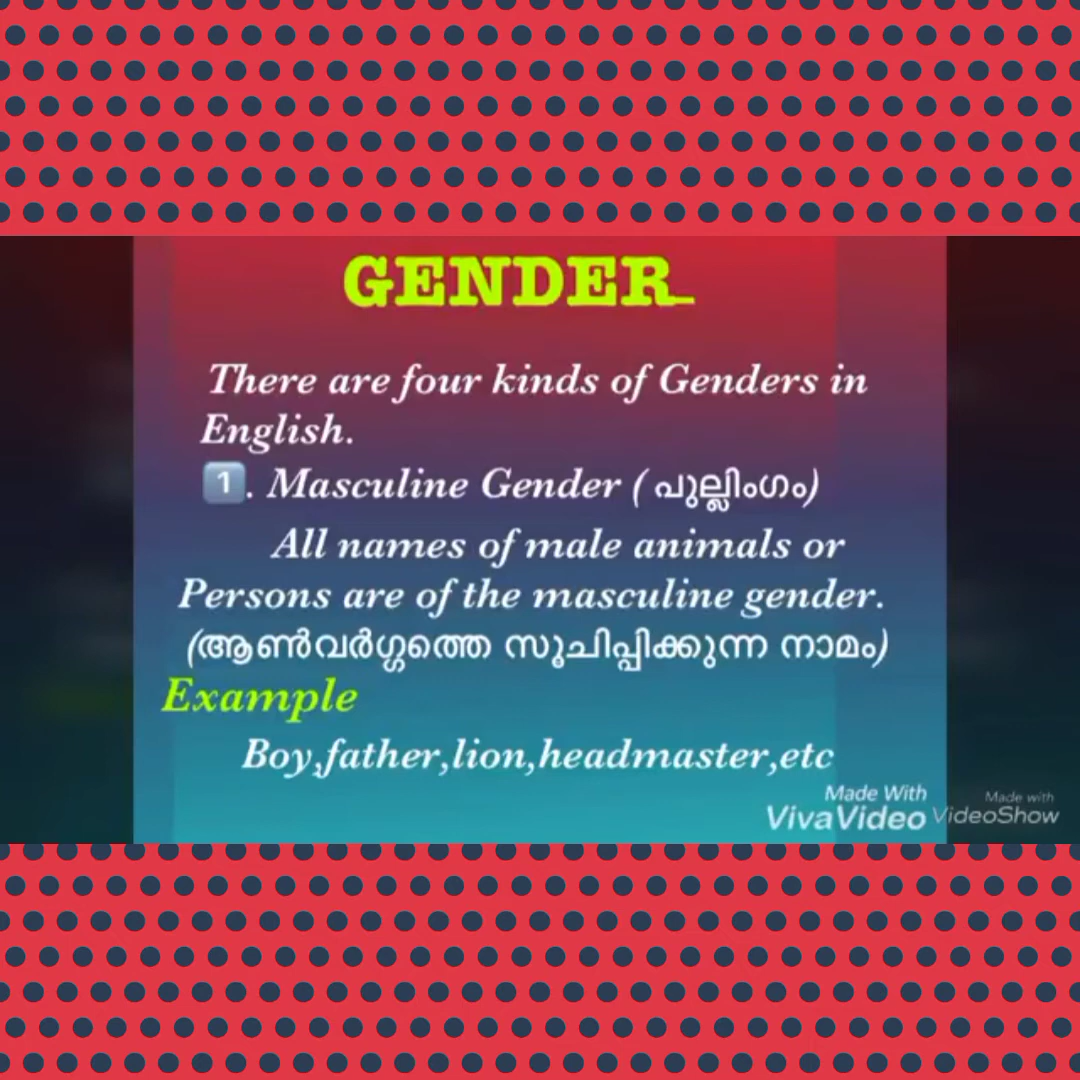 GENDER_
There are four kinds of Genders in
English.
1️⃣. Masculine Gender ( പുല്ലിംഗം)
All names of male animals or
Persons are of the masculine gender.
(ആൺവർഗ്ഗത്തെ സൂചിപ്പിക്കുന്ന നാമം)
Example
Boy,father,lion,headmaster,etc
Made With
VivaVideo
Made with
VideoShow